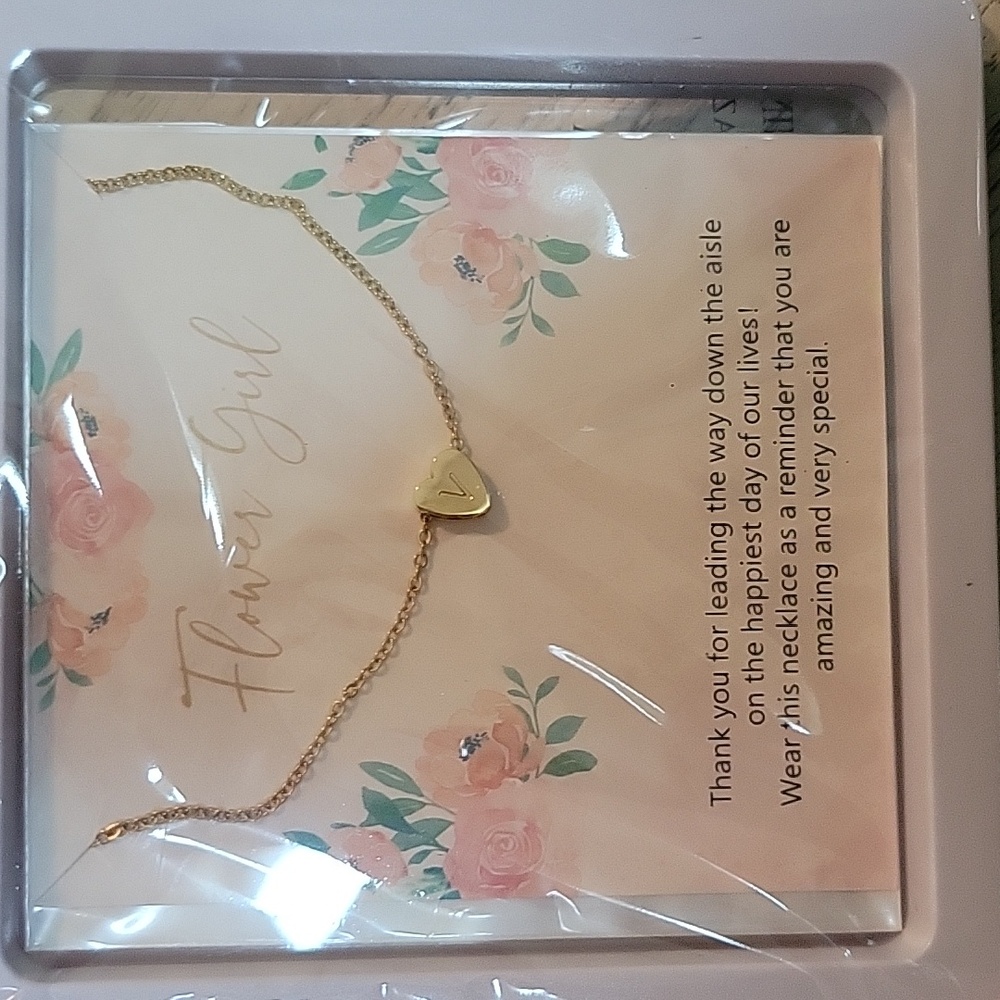 Flower Girl
V
Thank you for leading the way down the aisle
on the happiest day of our lives!
Wear this necklace as a reminder that you are
amazing and very special.